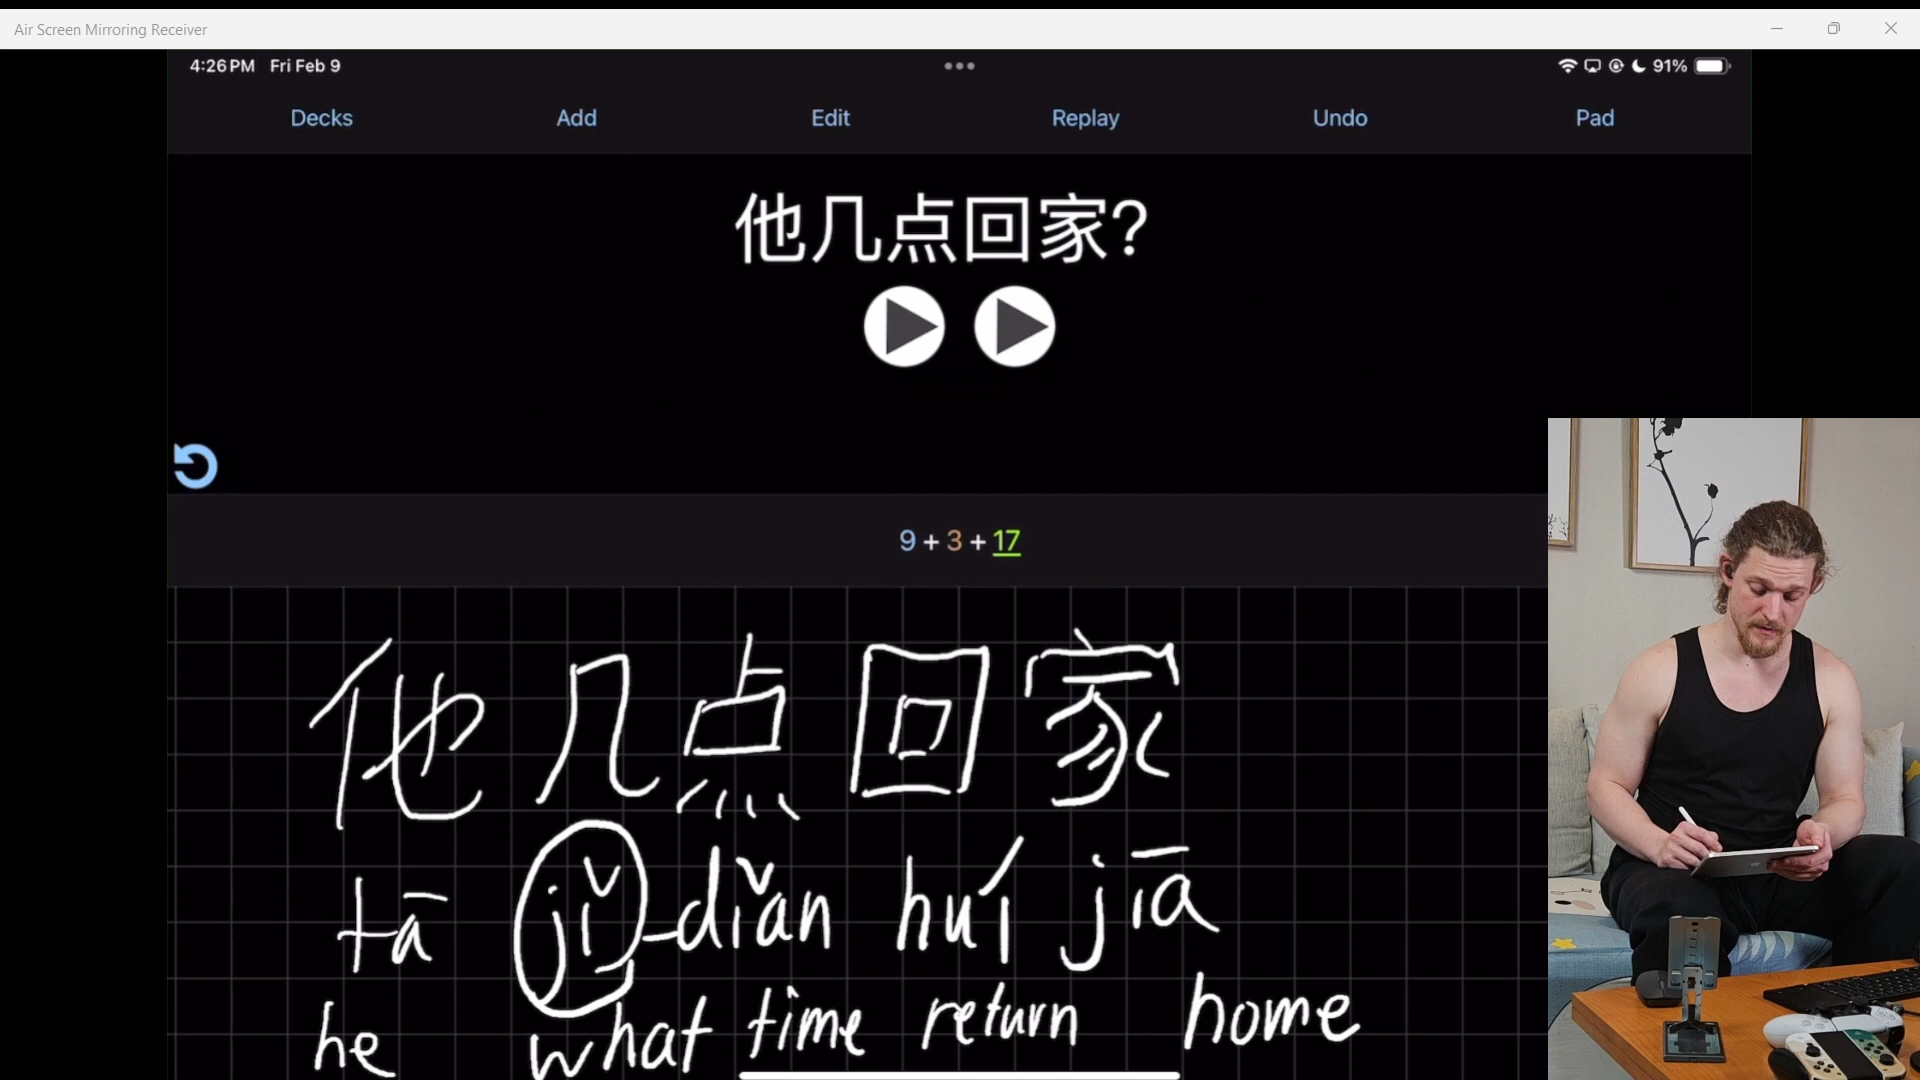 Air Screen Mirroring Receiver
4:26 PM Fri Feb 9
91%
Decks Add Edit Replay Undo Pad
他几点回家?
9 + 3 + 17
他 几 点 回 家
tā jǐ-diǎn huí jiā
he what time return home